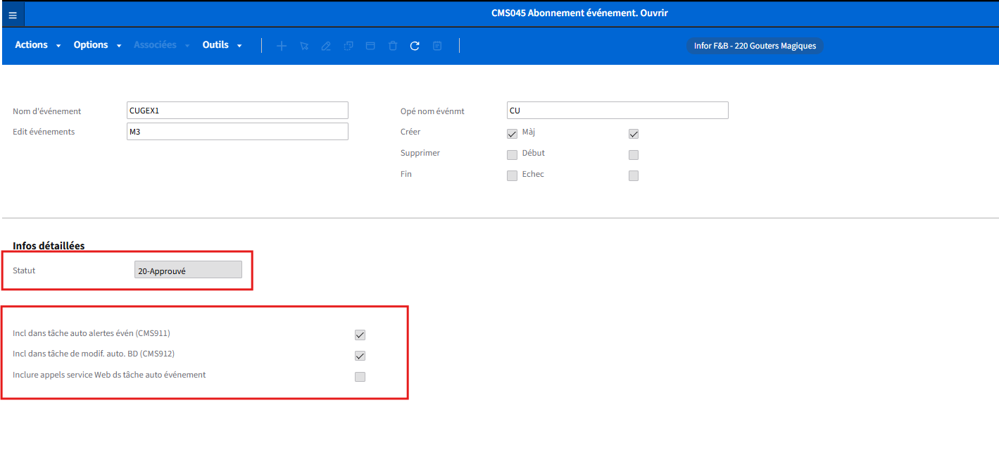 CMS045 Abonnement événement. Ouvrir
Actions Options Associées Outils
Infor F&B - 220 Gouters Magiques
Nom d'événement CUGEX1 Opé nom événmt CU
Edit événements M3 Créer Màj
Supprimer Début
Fin Echec
Infos détaillées
Statut 20-Approuvé
Incl dans tâche auto alertes évén (CMS911)
Incl dans tâche de modif. auto. BD (CMS912)
Inclure appels service Web ds tâche auto événement